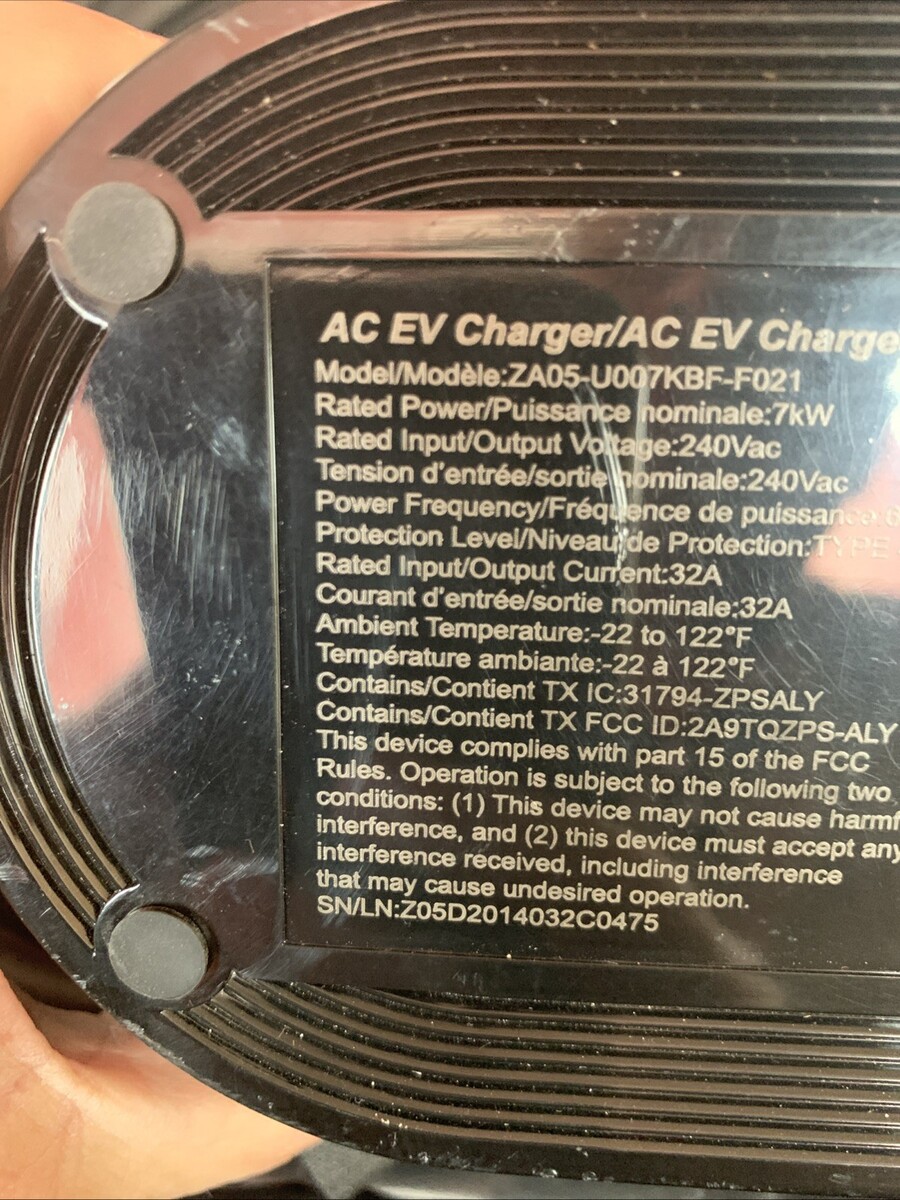 AC EV Charger/AC EV Charge
Model/Modèle:ZA05-U007KBF-F021
Rated Power/Puissance nominale:7kW
Rated Input/Output Voltage:240Vac
Tension d'entrée/sortie nominale:240Vac
Power Frequency/Fréquence de puissance:6
Protection Level/Niveau de Protection:TYPE
Rated Input/Output Current:32A
Courant d'entrée/sortie nominale:32A
Ambient Temperature:-22 to 122°F
Température ambiante:-22 à 122°F
Contains/Contient TX IC:31794-ZPSALY
Contains/Contient TX FCC ID:2A9TQZPS-ALY
This device complies with part 15 of the FCC
Rules. Operation is subject to the following two
conditions: (1) This device may not cause harmf
interference, and (2) this device must accept any
interference received, including interference
that may cause undesired operation.
SN/LN:Z05D2014032C0475